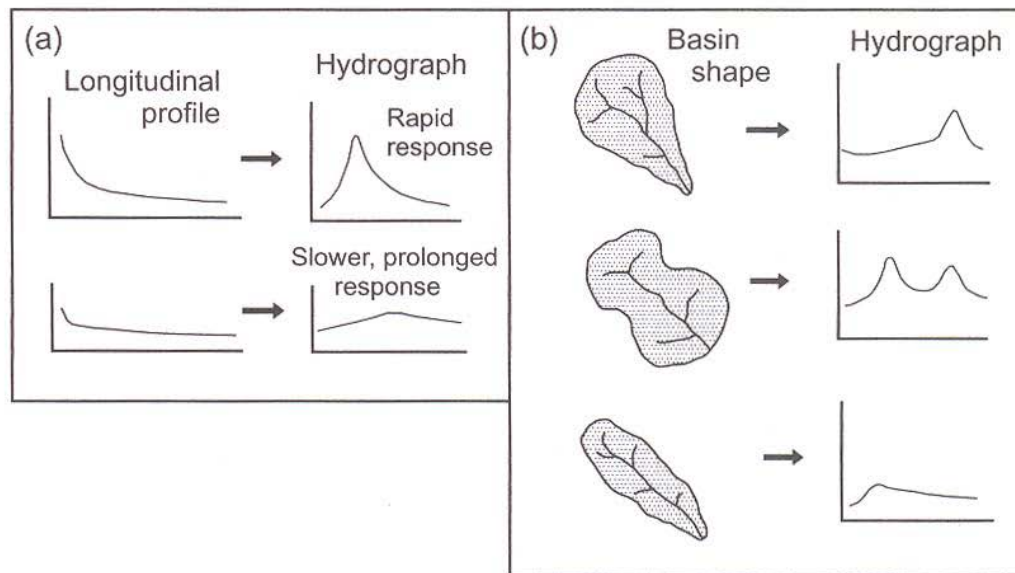 (a)
Longitudinal
profile
Hydrograph
Rapid
response
Slower, prolonged
response
(b)
Basin
shape
Hydrograph